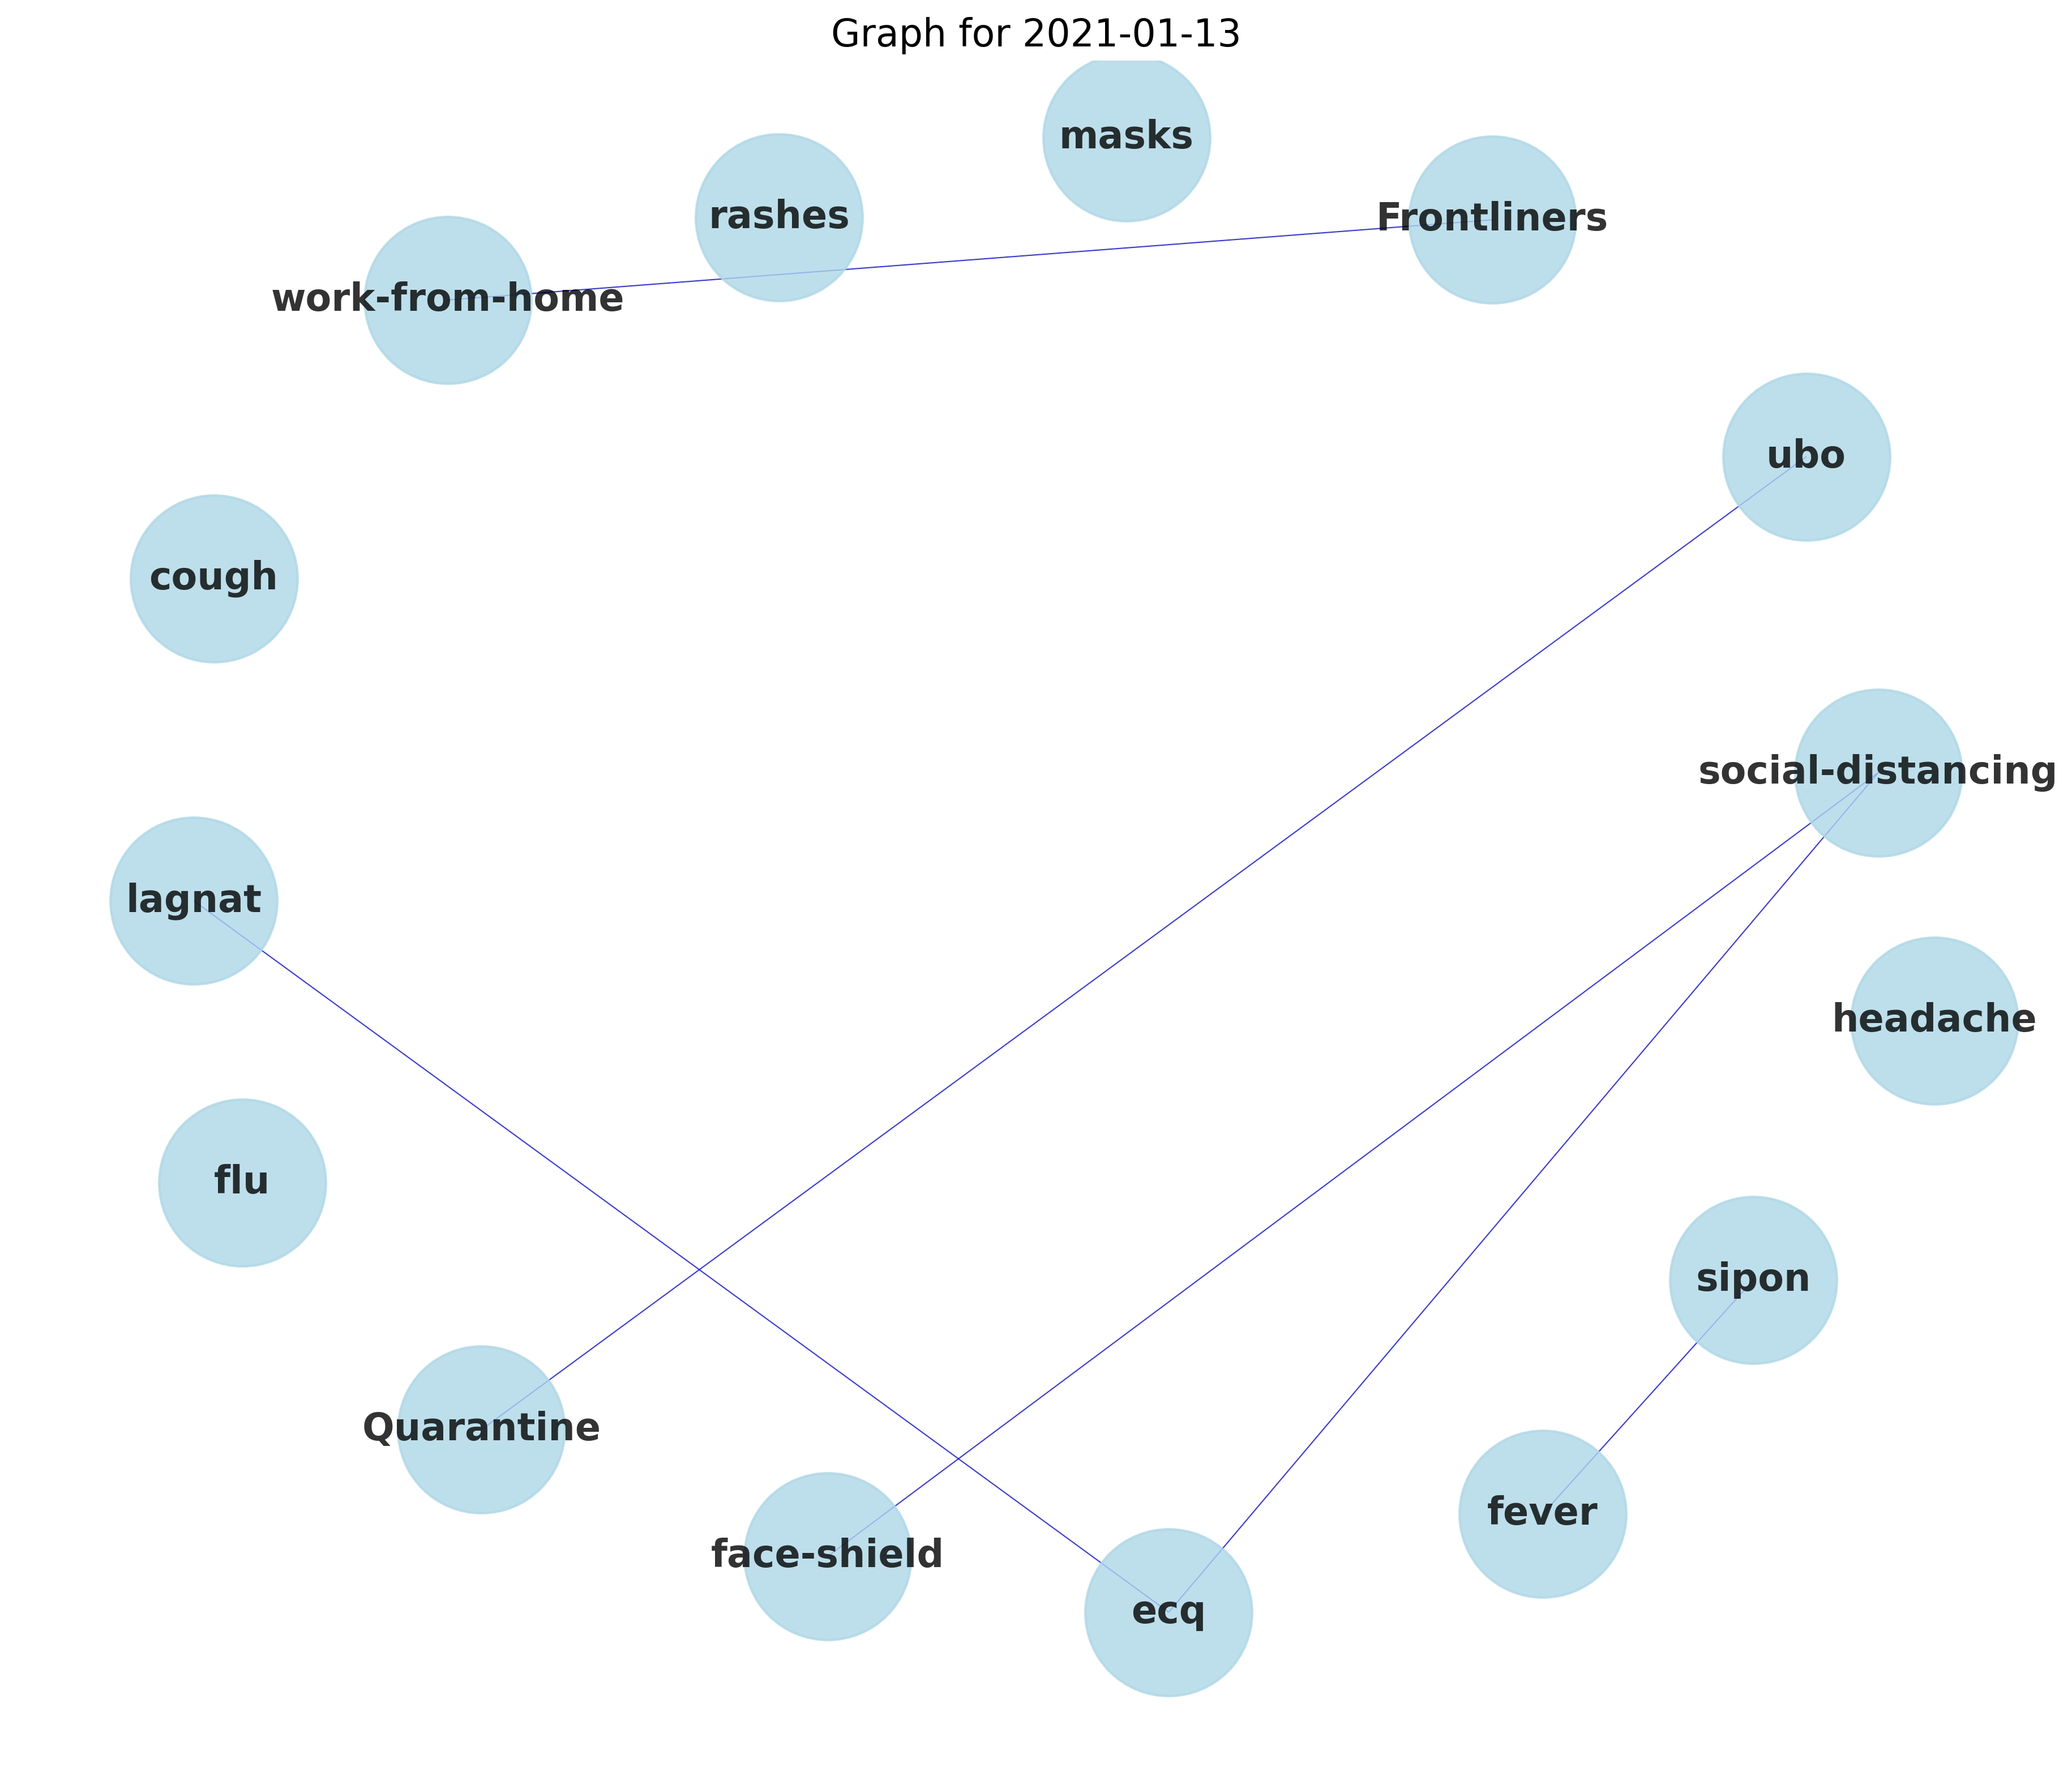 Graph for 2021-01-13
masks
rashes
Frontliners
work-from-home
ubo
cough
social-distancing
lagnat
headache
flu
sipon
Quarantine
fever
face-shield
ecq